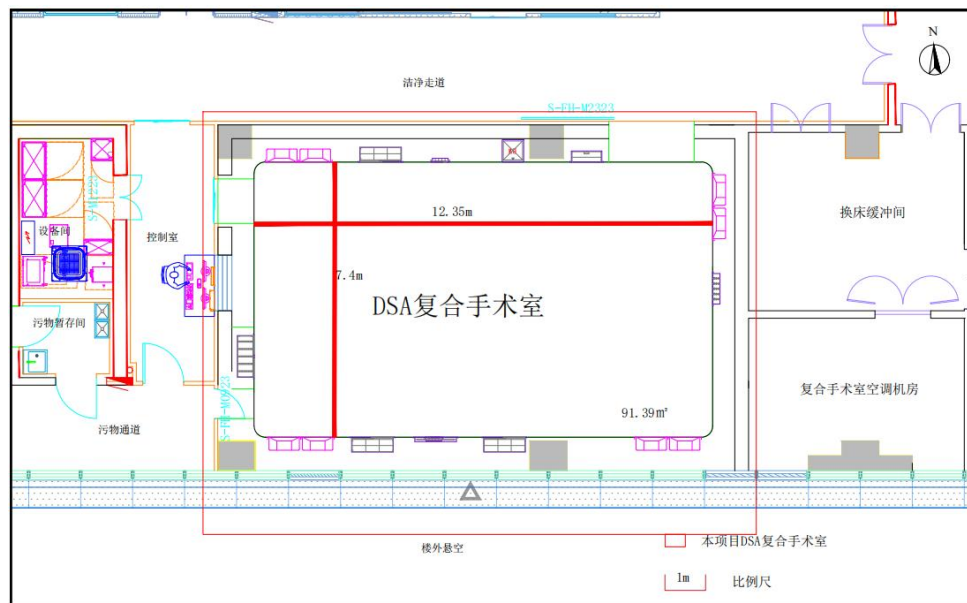 N
洁净走道
S-FH-M2323
S-M1223
设备间
控制室
12.35m
换床缓冲间
7.4m
DSA复合手术室
污物暂存间
复合手术室空调机房
91.39㎡
S-FH-M0923
污物通道
楼外悬空
本项目DSA复合手术室
1m
比例尺